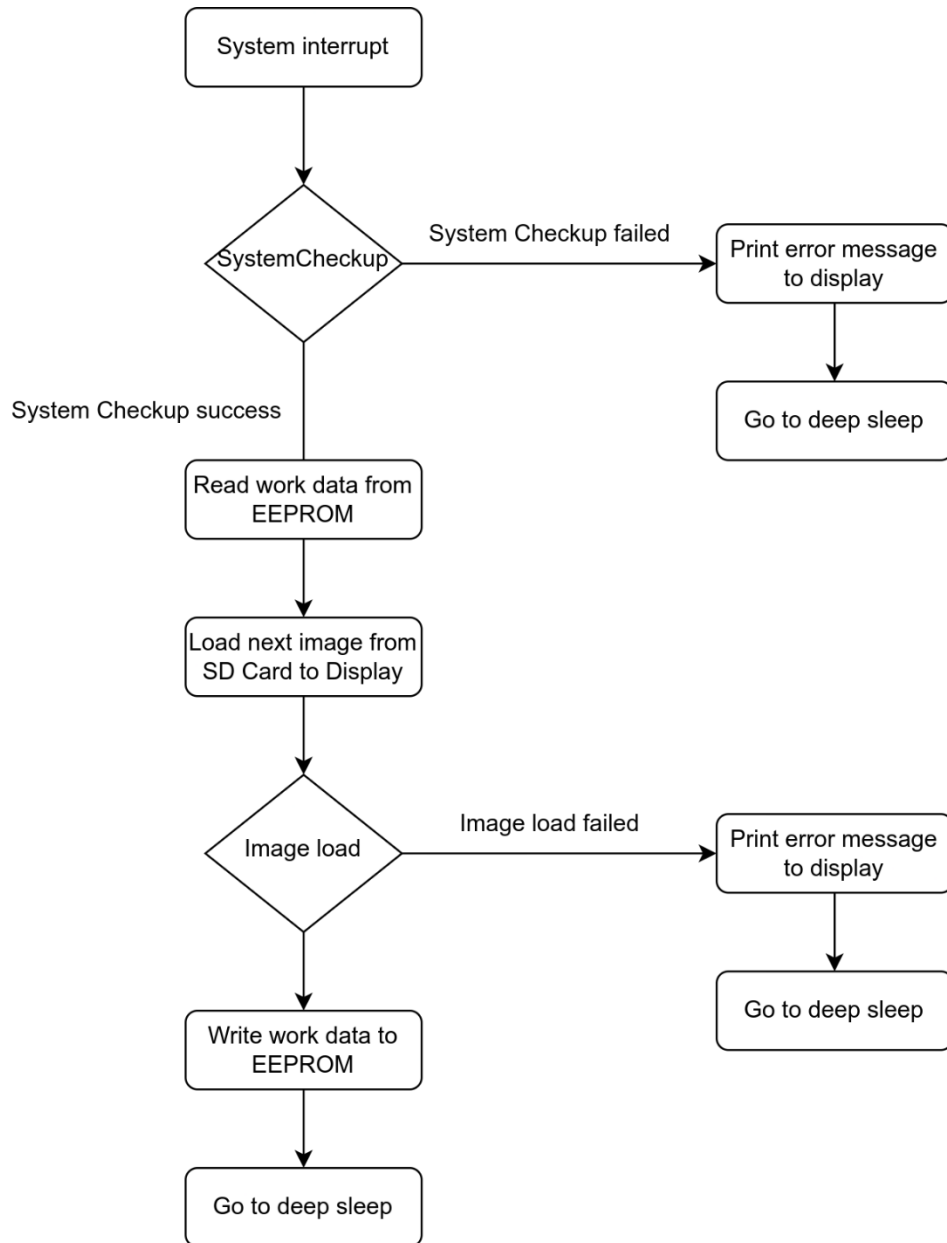 System interrupt
SystemCheckup
System Checkup failed
Print error message
to display
Go to deep sleep
System Checkup success
Read work data from
EEPROM
Load next image from
SD Card to Display
Image load
Image load failed
Print error message
to display
Go to deep sleep
Write work data to
EEPROM
Go to deep sleep